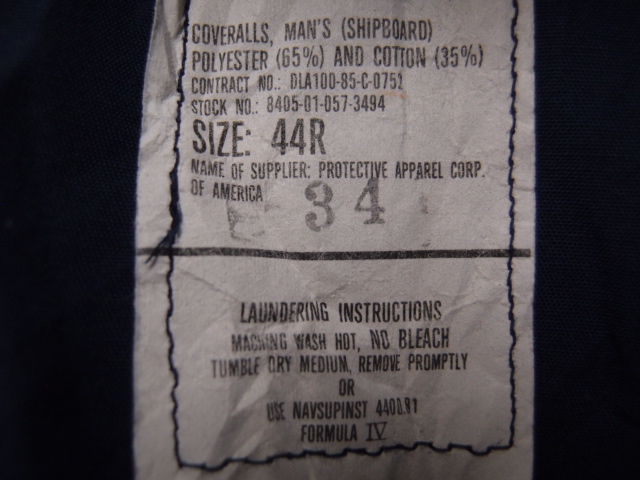 COVERALLS, MAN'S (SHIPBOARD)
POLYESTER (65%) AND COTTON (35%)
CONTRACT NO.: DLA100-85-C-0752
STOCK NO.: 8405-01-057-3494
SIZE: 44R
NAME OF SUPPLIER: PROTECTIVE APPAREL CORP.
OF AMERICA
34
LAUNDERING INSTRUCTIONS
MACHINE WASH HOT, NO BLEACH
TUMBLE DRY MEDIUM, REMOVE PROMPTLY
OR
USE NAVSUPINST 4400.81
FORMULA IV